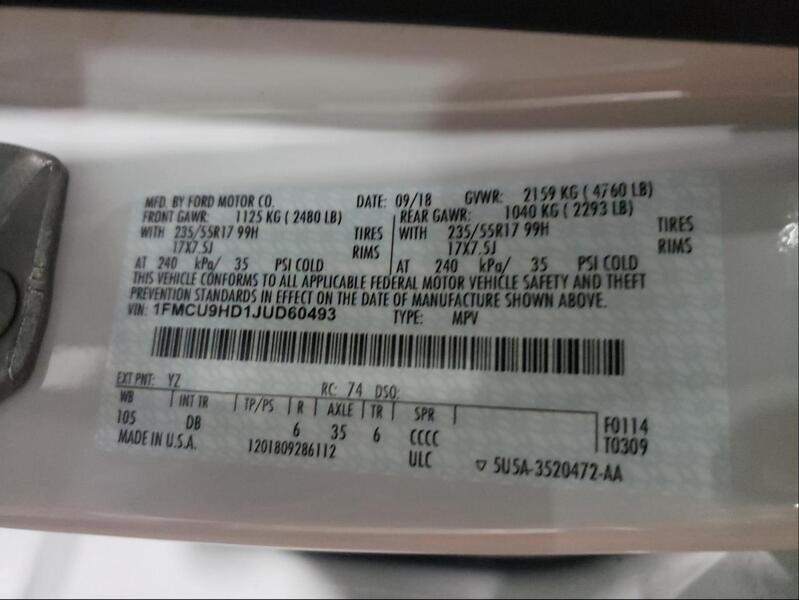 MFD. BY FORD MOTOR CO. DATE: 09/18 GVWR: 2159 KG ( 4760 LB)
FRONT GAWR: 1125 KG ( 2480 LB) REAR GAWR: 1040 KG ( 2293 LB)
WITH 235/55R17 99H TIRES WITH 235/55R17 99H TIRES
17X7.5J RIMS 17X7.5J RIMS
AT 240 kPa/ 35 PSI COLD AT 240 kPa/ 35 PSI COLD
THIS VEHICLE CONFORMS TO ALL APPLICABLE FEDERAL MOTOR VEHICLE SAFETY AND THEFT
PREVENTION STANDARDS IN EFFECT ON THE DATE OF MANUFACTURE SHOWN ABOVE.
VIN: 1FMCU9HD1JUD60493 TYPE: MPV
EXT PNT: YZ RC: 74 DSO:
WB INT TR TP/PS R AXLE TR SPR
105 DB 6 35 6 CCCC F0114
MADE IN U.S.A. 1201809286112 ULC T0309
5U5A-3520472-AA